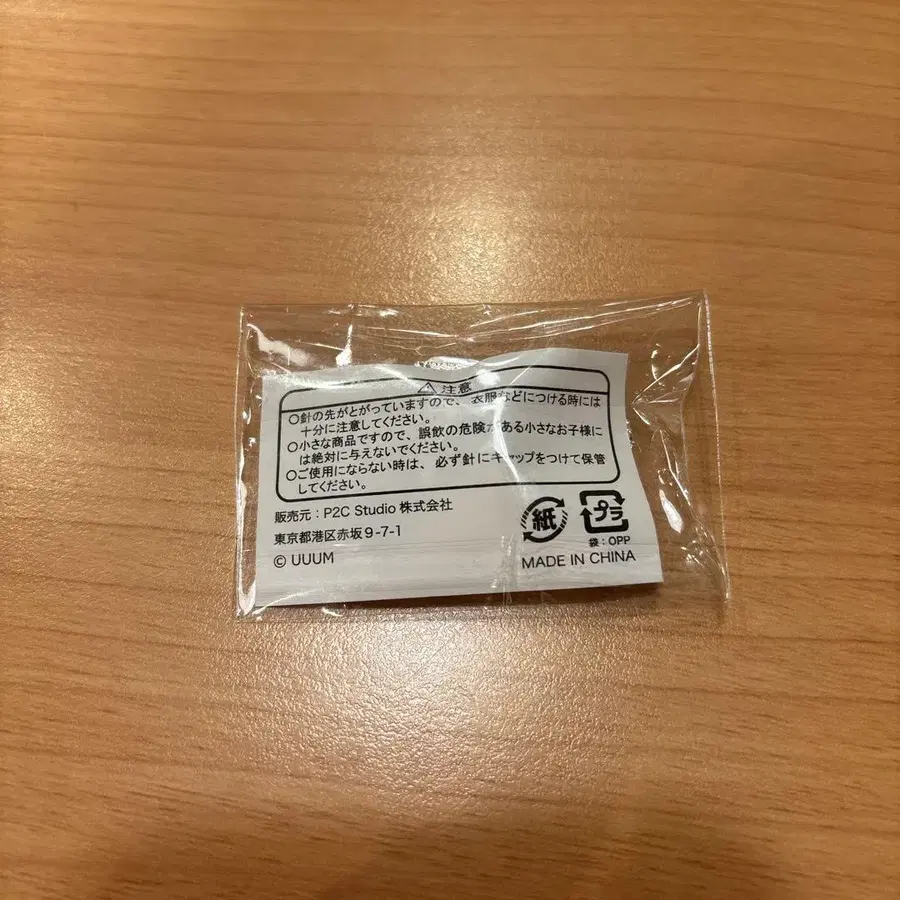 ⚠ 注意
○針の先がとがっていますので、衣服などにつける時には
十分に注意してください。
○小さな商品ですので、誤飲の危険がある小さなお子様に
は絶対に与えないでください。
○ご使用にならない時は、必ず針にキャップをつけて保管
してください。
販売元：P2C Studio 株式会社
東京都港区赤坂9-7-1
© UUUM
紙
プラ
袋：OPP
MADE IN CHINA